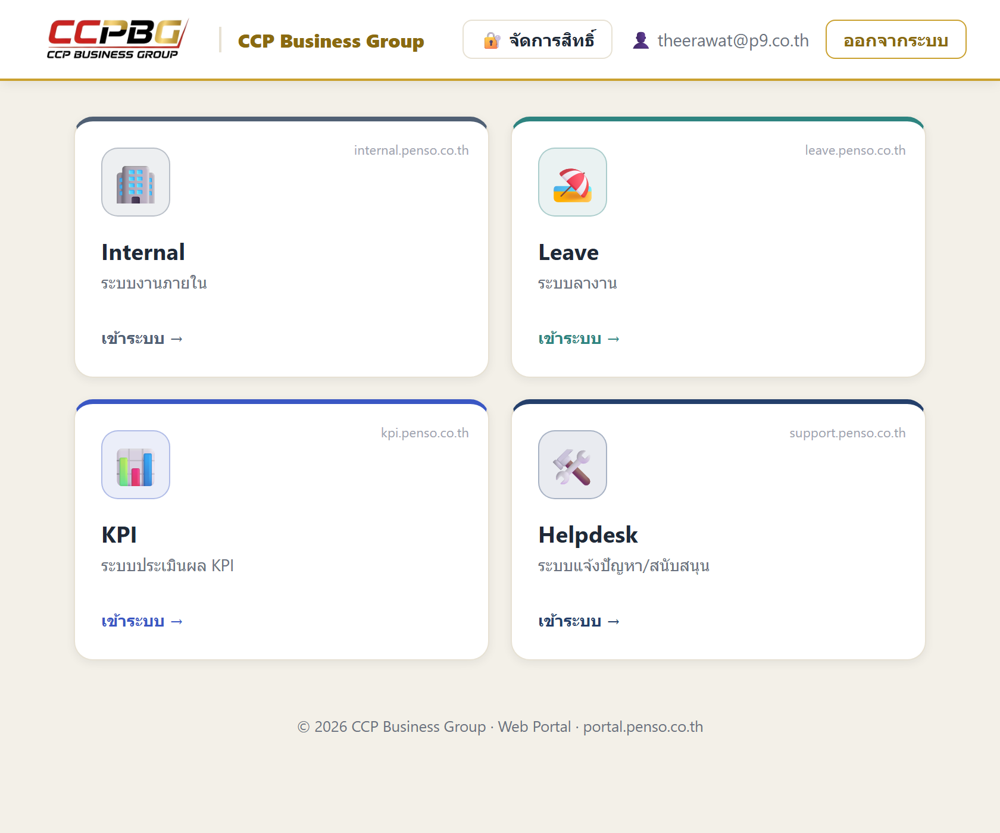 CCPBG
CCP BUSINESS GROUP
CCP Business Group
จัดการสิทธิ์
theerawat@p9.co.th
ออกจากระบบ
internal.penso.co.th
Internal
ระบบงานภายใน
เข้าระบบ →
leave.penso.co.th
Leave
ระบบลางาน
เข้าระบบ →
kpi.penso.co.th
KPI
ระบบประเมินผล KPI
เข้าระบบ →
support.penso.co.th
Helpdesk
ระบบแจ้งปัญหา/สนับสนุน
เข้าระบบ →
© 2026 CCP Business Group · Web Portal · portal.penso.co.th